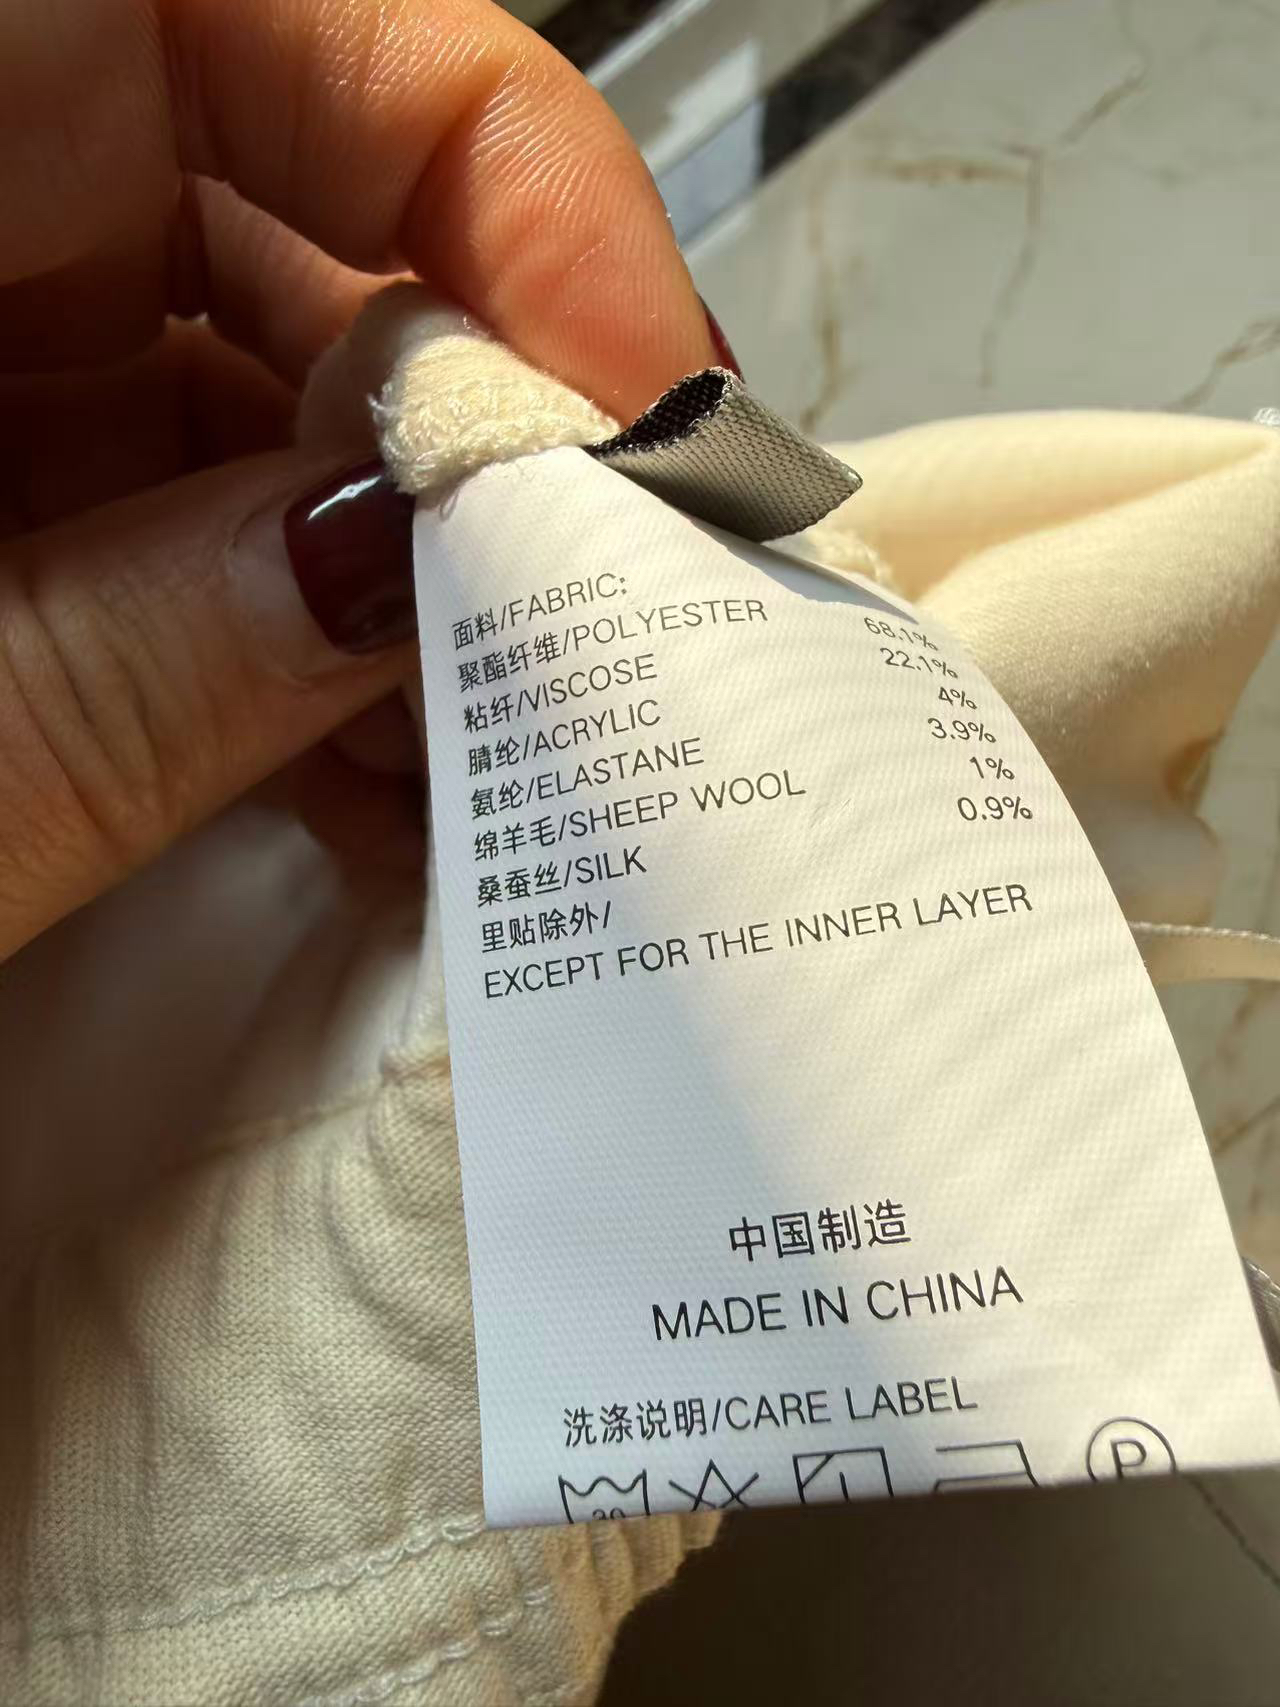 面料/FABRIC:
聚酯纤维/POLYESTER 68.1%
粘纤/VISCOSE 22.1%
腈纶/ACRYLIC 4%
氨纶/ELASTANE 3.9%
绵羊毛/SHEEP WOOL 1%
桑蚕丝/SILK 0.9%
里贴除外/
EXCEPT FOR THE INNER LAYER
中国制造
MADE IN CHINA
洗涤说明/CARE LABEL
30 P